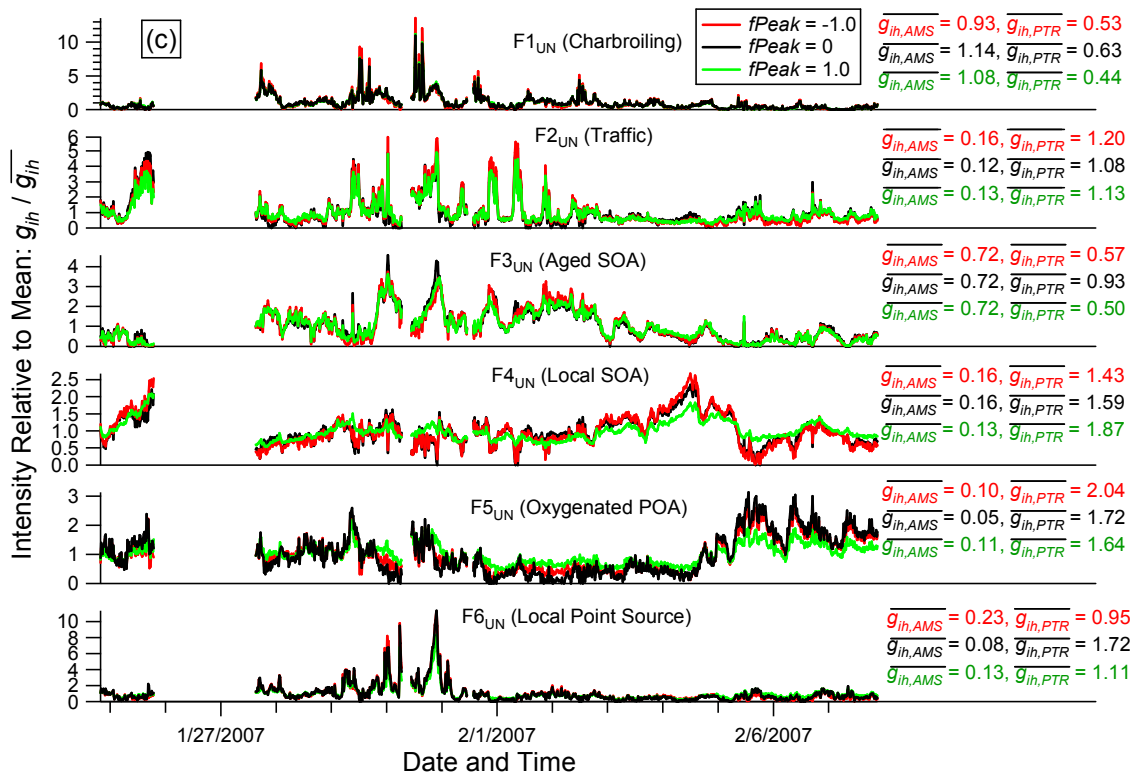 (c)
F1UN (Charbroiling)
fPeak = -1.0
fPeak = 0
fPeak = 1.0
gih,AMS = 0.93, gih,PTR = 0.53
gih,AMS = 1.14, gih,PTR = 0.63
gih,AMS = 1.08, gih,PTR = 0.44
10
5
0
F2UN (Traffic)
gih,AMS = 0.16, gih,PTR = 1.20
gih,AMS = 0.12, gih,PTR = 1.08
gih,AMS = 0.13, gih,PTR = 1.13
6
5
4
3
2
1
0
F3UN (Aged SOA)
gih,AMS = 0.72, gih,PTR = 0.57
gih,AMS = 0.72, gih,PTR = 0.93
gih,AMS = 0.72, gih,PTR = 0.50
4
3
2
1
0
F4UN (Local SOA)
gih,AMS = 0.16, gih,PTR = 1.43
gih,AMS = 0.16, gih,PTR = 1.59
gih,AMS = 0.13, gih,PTR = 1.87
2.5
2.0
1.5
1.0
0.5
0.0
F5UN (Oxygenated POA)
gih,AMS = 0.10, gih,PTR = 2.04
gih,AMS = 0.05, gih,PTR = 1.72
gih,AMS = 0.11, gih,PTR = 1.64
3
2
1
0
F6UN (Local Point Source)
gih,AMS = 0.23, gih,PTR = 0.95
gih,AMS = 0.08, gih,PTR = 1.72
gih,AMS = 0.13, gih,PTR = 1.11
10
8
6
4
2
0
Intensity Relative to Mean: gih / gih
1/27/2007 2/1/2007 2/6/2007
Date and Time